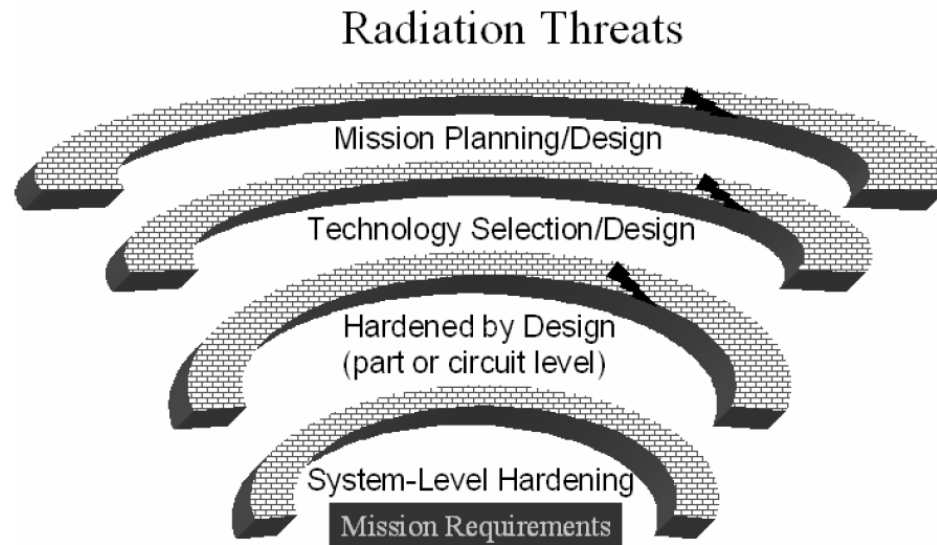 Radiation Threats
Mission Planning/Design
Technology Selection/Design
Hardened by Design
(part or circuit level)
System-Level Hardening
Mission Requirements